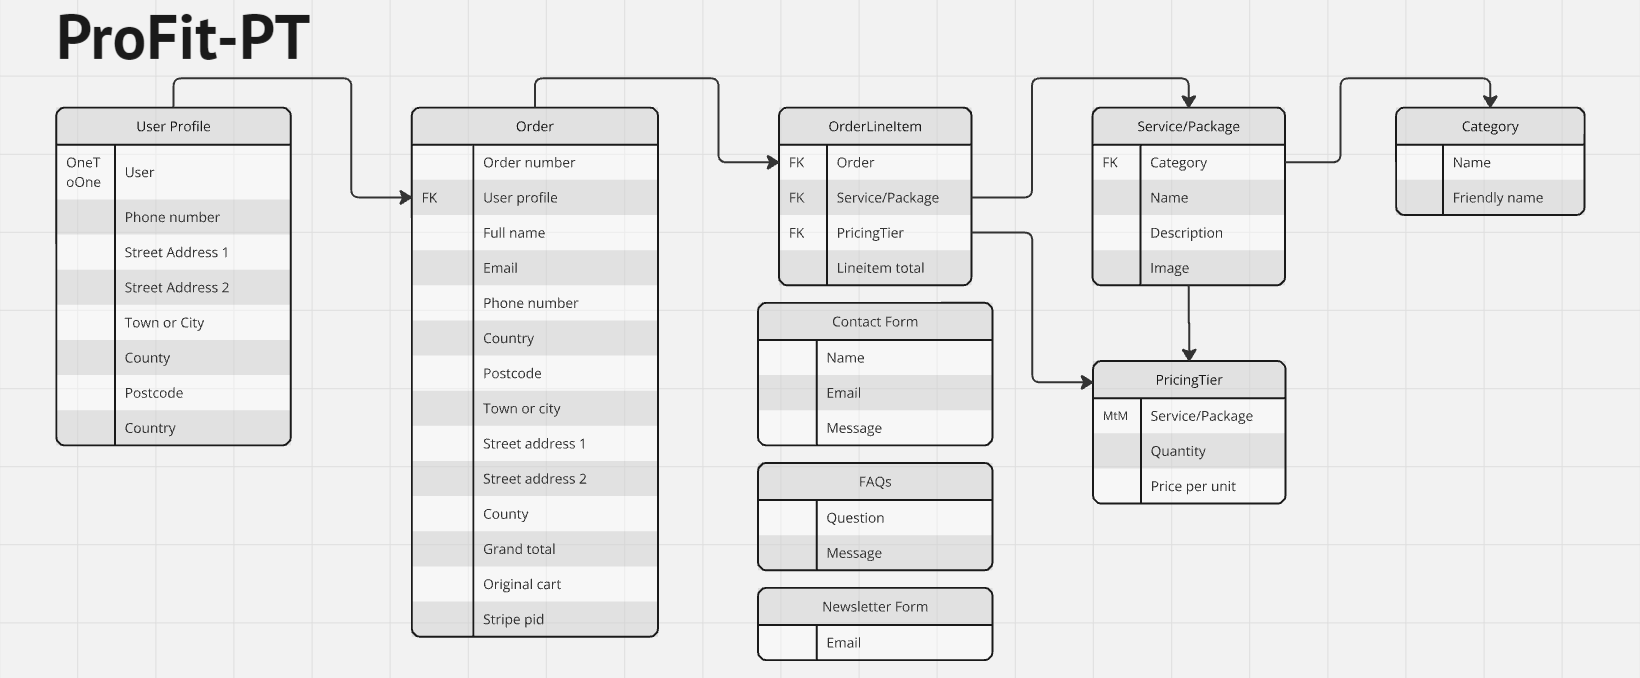 ProFit-PT
User Profile
OneT
oOne
User
Phone number
Street Address 1
Street Address 2
Town or City
County
Postcode
Country
Order
Order number
FK User profile
Full name
Email
Phone number
Country
Postcode
Town or city
Street address 1
Street address 2
County
Grand total
Original cart
Stripe pid
OrderLineItem
FK Order
FK Service/Package
FK PricingTier
Lineitem total
Contact Form
Name
Email
Message
FAQs
Question
Message
Newsletter Form
Email
Service/Package
FK Category
Name
Description
Image
PricingTier
MtM Service/Package
Quantity
Price per unit
Category
Name
Friendly name